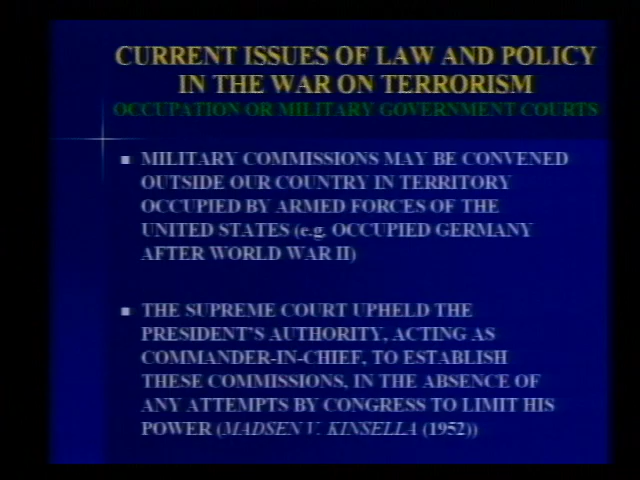 CURRENT ISSUES OF LAW AND POLICY
IN THE WAR ON TERRORISM
OCCUPATION OR MILITARY GOVERNMENT COURTS
MILITARY COMMISSIONS MAY BE CONVENED
OUTSIDE OUR COUNTRY IN TERRITORY
OCCUPIED BY ARMED FORCES OF THE
UNITED STATES (e.g. OCCUPIED GERMANY
AFTER WORLD WAR II)
THE SUPREME COURT UPHELD THE
PRESIDENT'S AUTHORITY, ACTING AS
COMMANDER-IN-CHIEF, TO ESTABLISH
THESE COMMISSIONS, IN THE ABSENCE OF
ANY ATTEMPTS BY CONGRESS TO LIMIT HIS
POWER (MADSEN V. KINSELLA (1952))